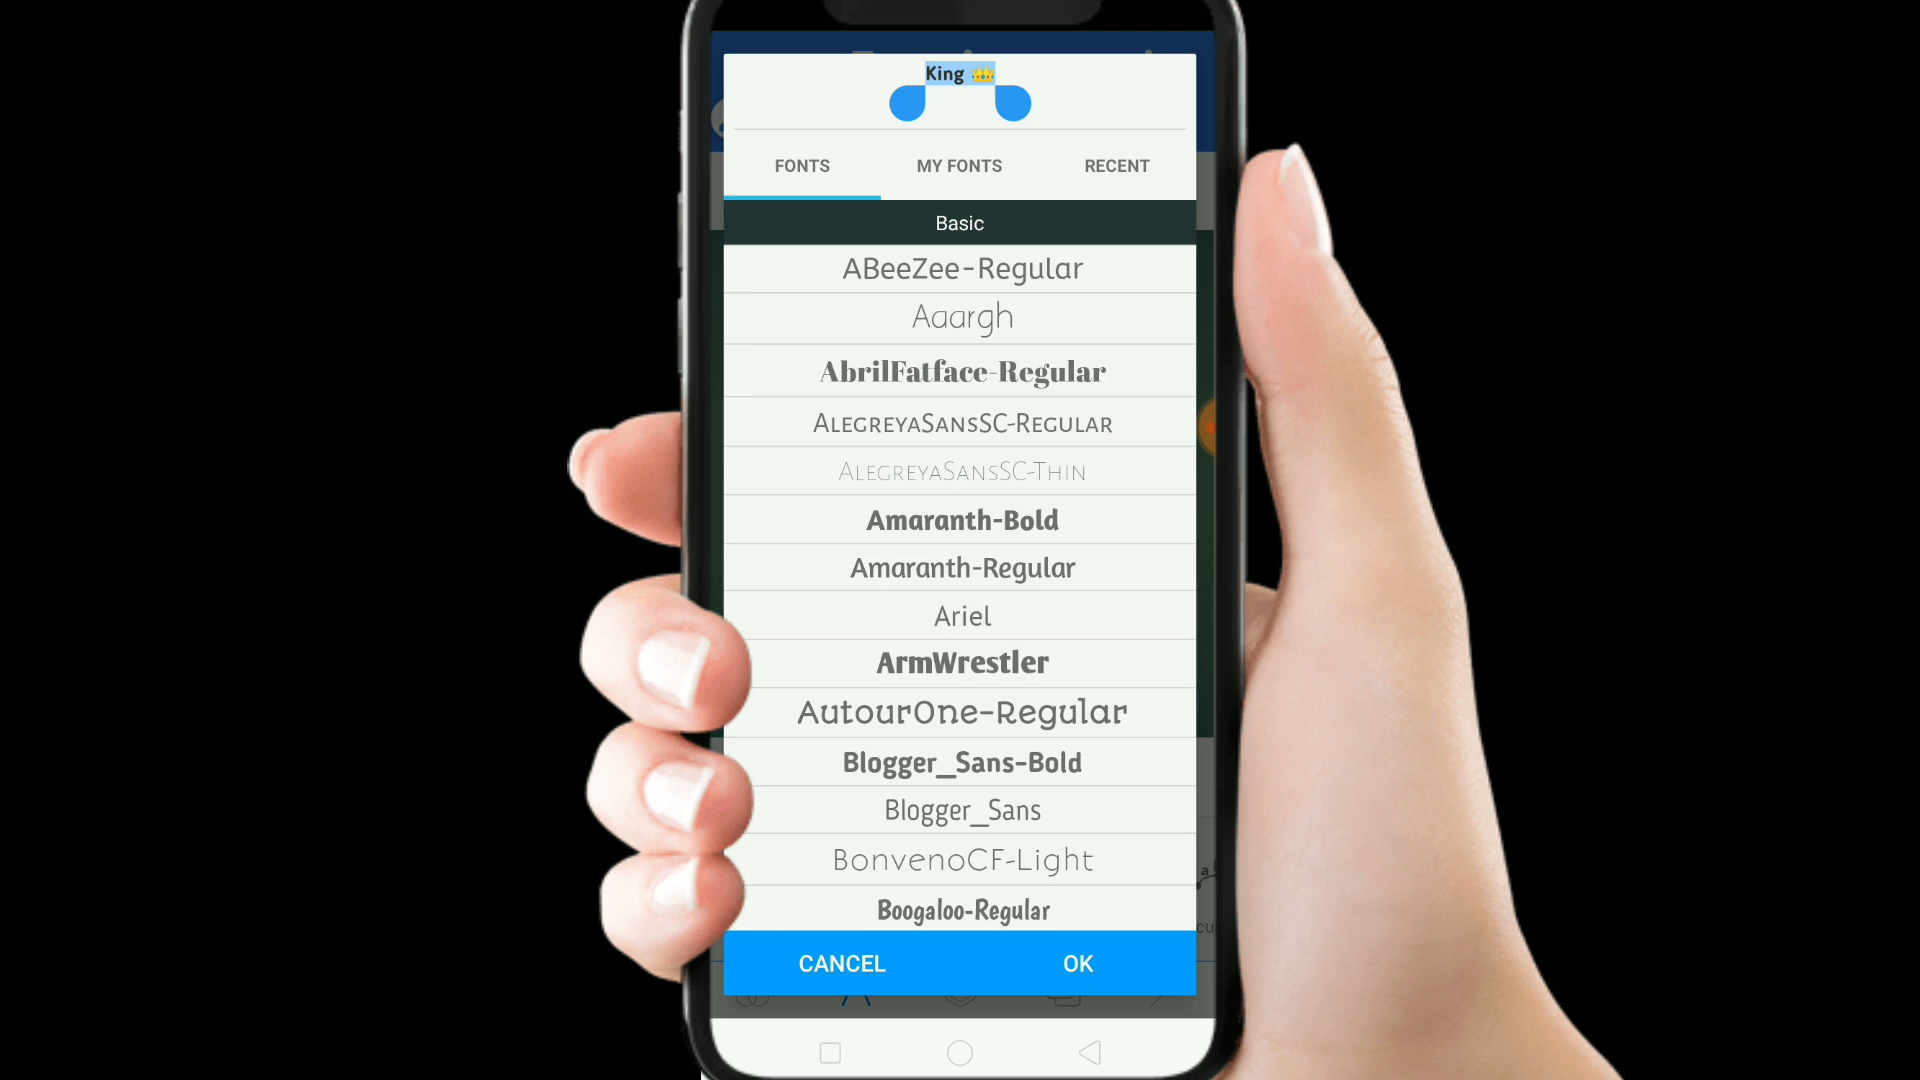 King 👑
FONTS MY FONTS RECENT
Basic
ABeeZee-Regular
Aaargh
AbrilFatface-Regular
AlegreyaSansSC-Regular
AlegreyaSansSC-Thin
Amaranth-Bold
Amaranth-Regular
Ariel
ArmWrestler
AutourOne-Regular
Blogger_Sans-Bold
Blogger_Sans
BonvenoCF-Light
Boogaloo-Regular
a
cu
CANCEL OK